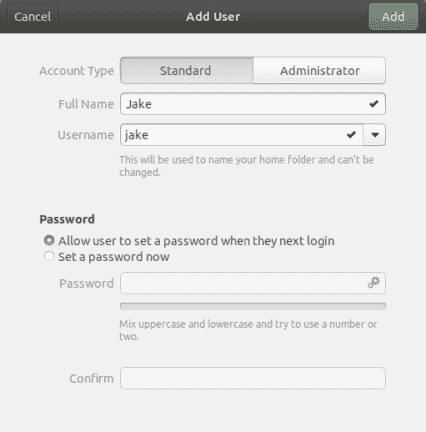 Cancel Add User Add
Account Type Standard Administrator
Full Name Jake
Username jake
This will be used to name your home folder and can't be
changed.
Password
Allow user to set a password when they next login
Set a password now
Password
Mix uppercase and lowercase and try to use a number or
two.
Confirm